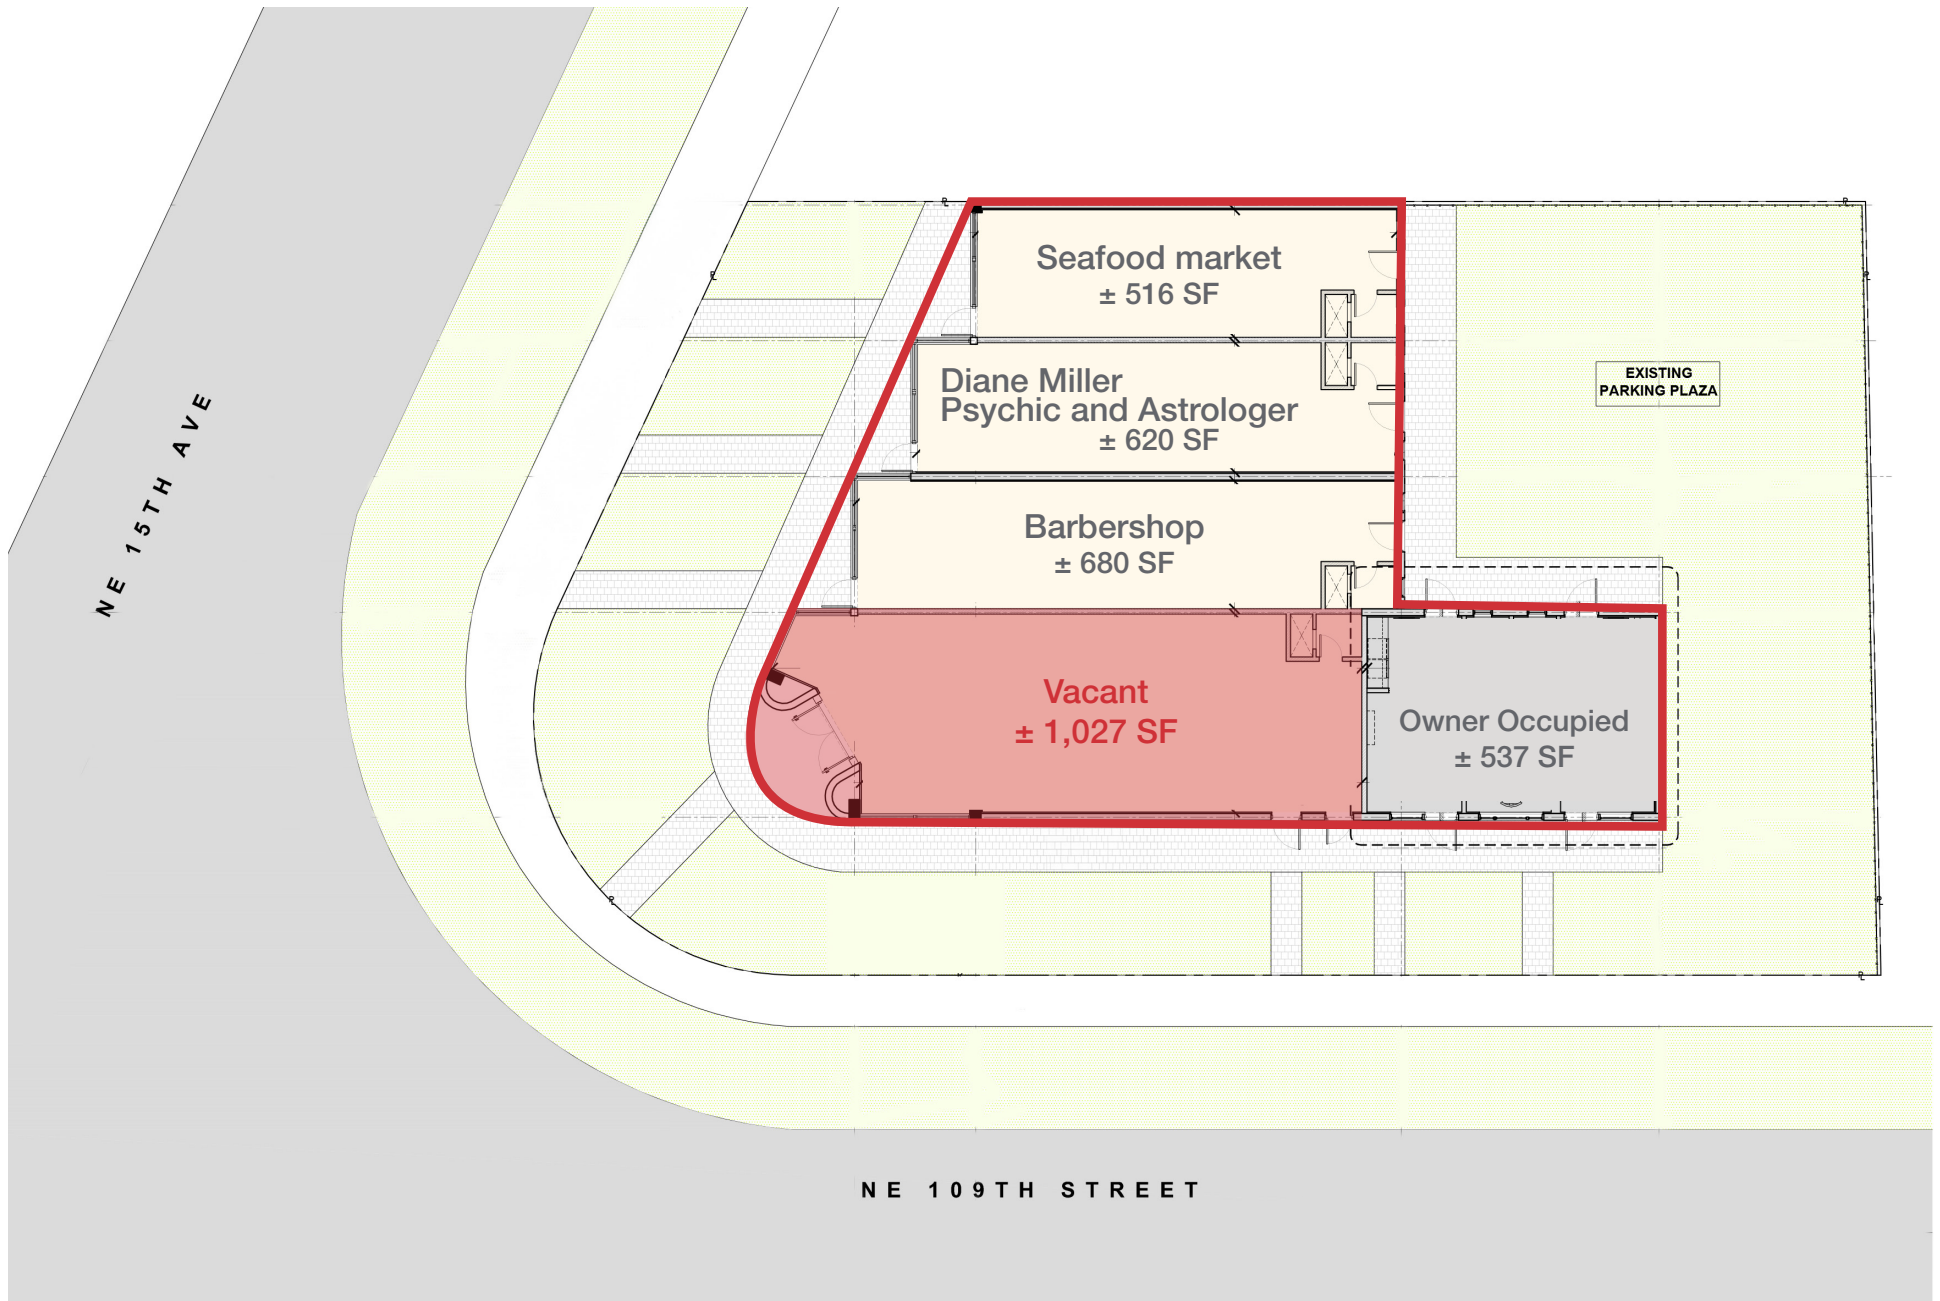 Seafood market
± 516 SF
Diane Miller
Psychic and Astrologer
± 620 SF
EXISTING
PARKING PLAZA
NE 15TH AVE
Barbershop
± 680 SF
Vacant
± 1,027 SF
Owner Occupied
± 537 SF
NE 109TH STREET